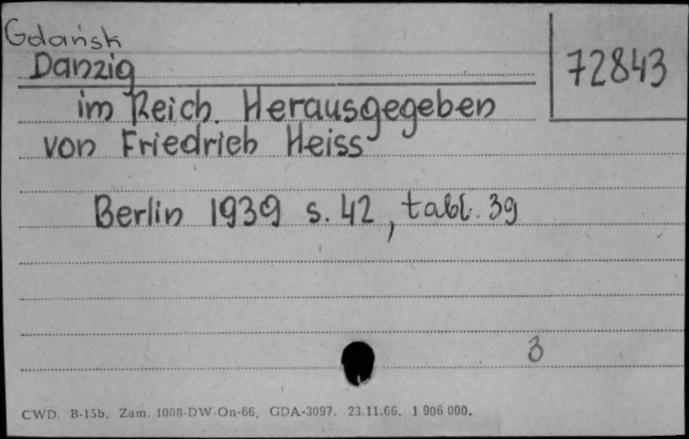 Gdańsk
Danzig
72843
im Reich. Herausgegeben
von Friedrieh Heiss
Berlin 1939 s. 42, tabl. 39
3
CWD. B-15b. Zam. 1008-DW-On-66, GDA-3097. 23.11.66. 1 906 000.